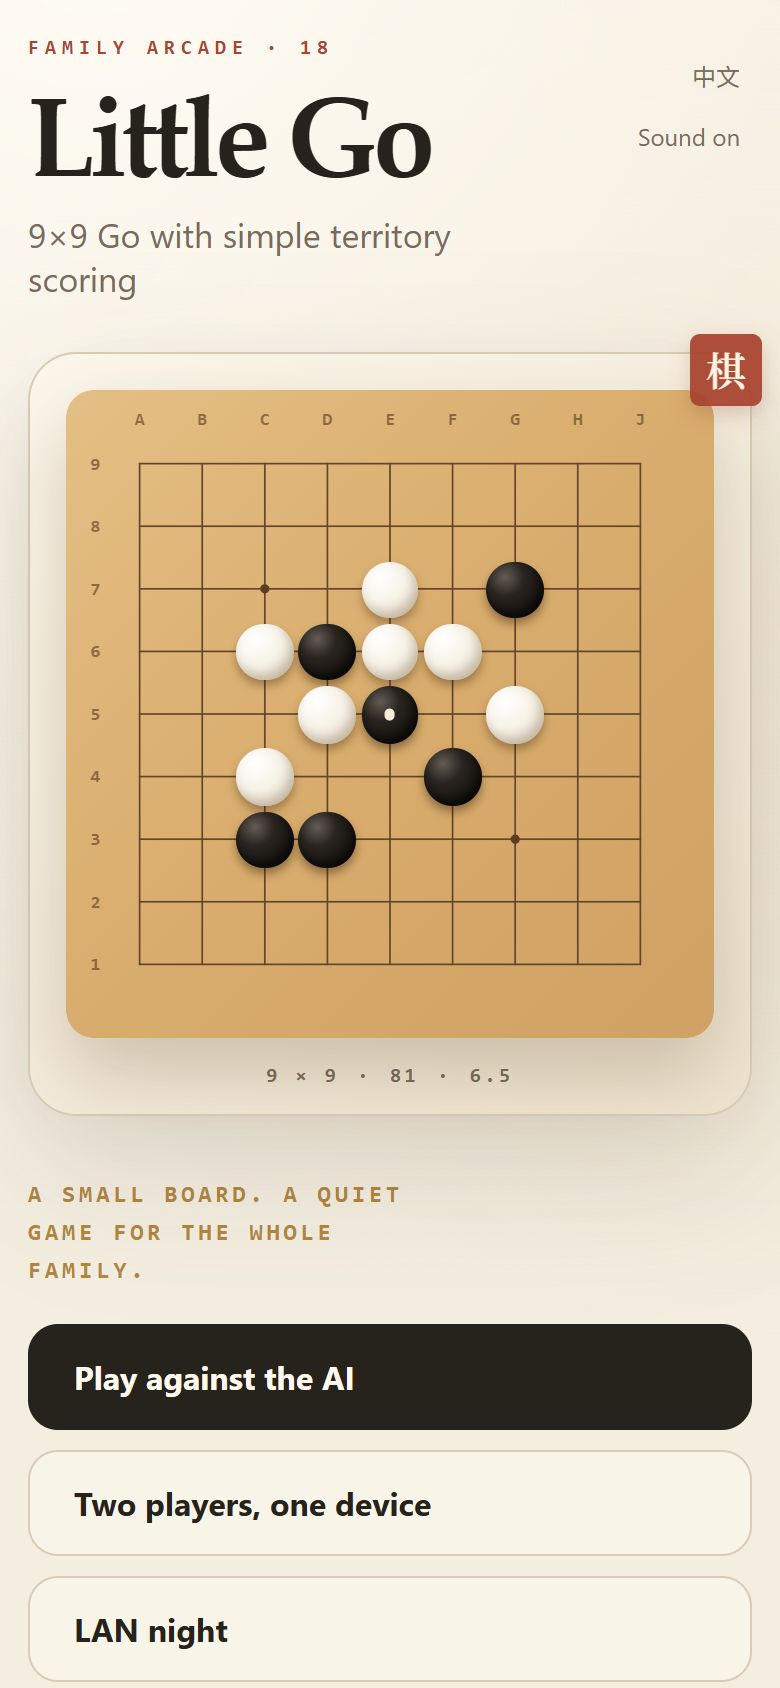 FAMILY ARCADE · 18
中文
Little Go
Sound on
9×9 Go with simple territory
scoring
棋
A B C D E F G H J
9
8
7
6
5
4
3
2
1
9 × 9 · 81 · 6.5
A SMALL BOARD. A QUIET
GAME FOR THE WHOLE
FAMILY.
Play against the AI
Two players, one device
LAN night